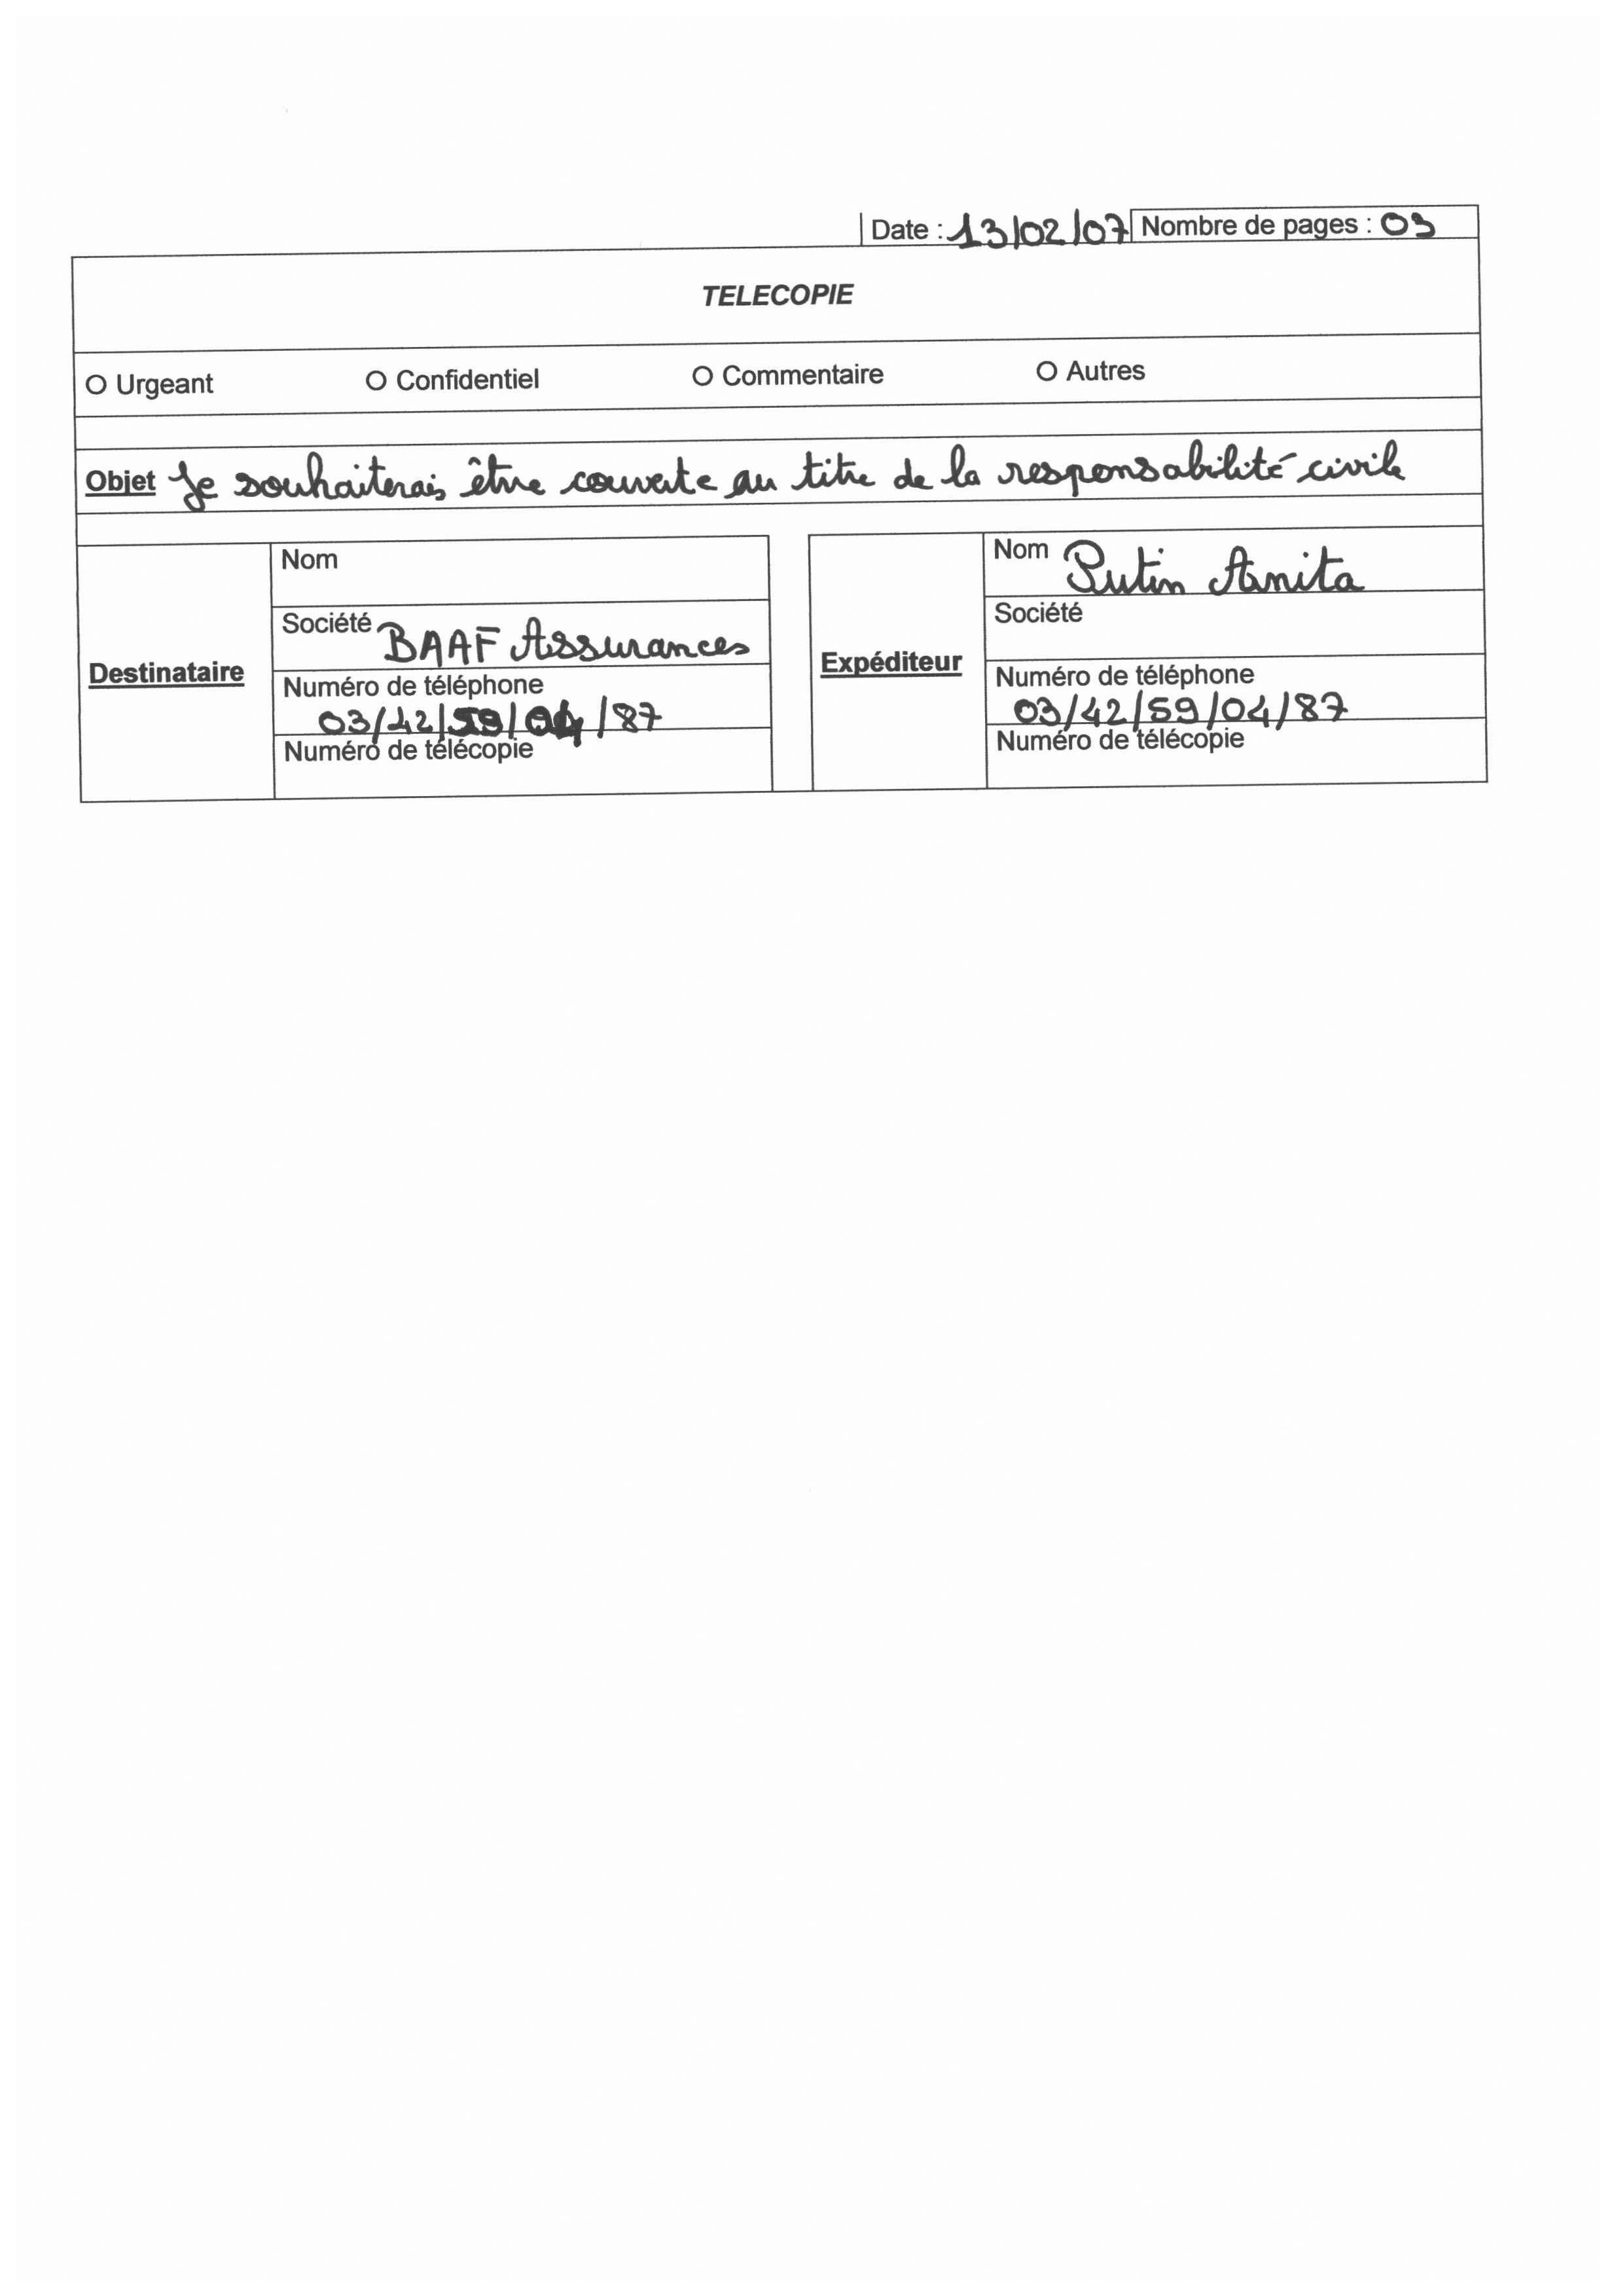 Date : 13/02/07 Nombre de pages : 03
TELECOPIE
O Urgeant O Confidentiel O Commentaire O Autres
Objet Je souhaiterais être couverte au titre de la responsabilité civile
Destinataire
Nom
Société BAAF Assurances
Numéro de téléphone
03/42/59/04/87
Numéro de télécopie
Expéditeur
Nom Putin Anita
Société
Numéro de téléphone
03/42/59/04/87
Numéro de télécopie